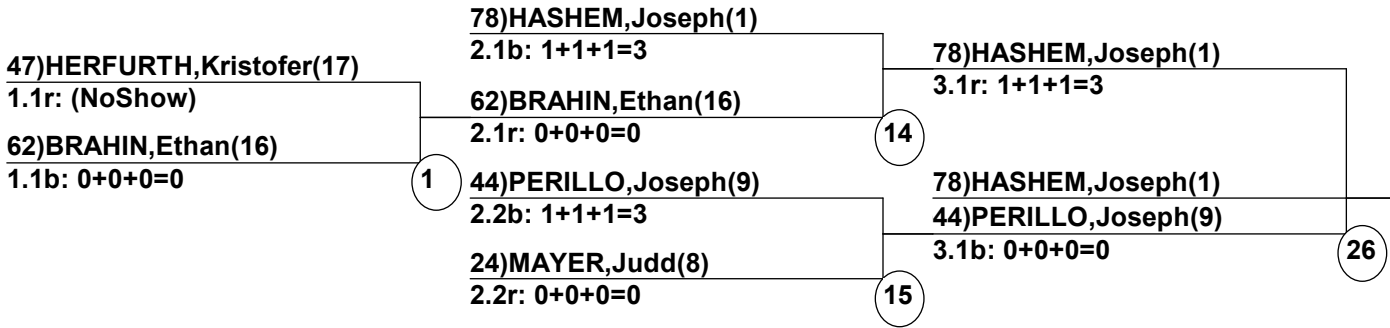 47)HERFURTH,Kristofer(17)
1.1r: (NoShow)
62)BRAHIN,Ethan(16)
1.1b: 0+0+0=0
1
78)HASHEM,Joseph(1)
2.1b: 1+1+1=3
62)BRAHIN,Ethan(16)
2.1r: 0+0+0=0
14
44)PERILLO,Joseph(9)
2.2b: 1+1+1=3
24)MAYER,Judd(8)
2.2r: 0+0+0=0
15
78)HASHEM,Joseph(1)
3.1r: 1+1+1=3
78)HASHEM,Joseph(1)
44)PERILLO,Joseph(9)
3.1b: 0+0+0=0
26